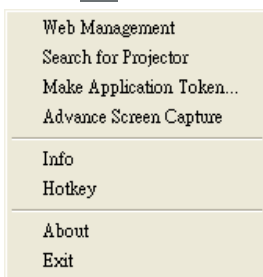 Web Management
Search for Projector
Make Application Token...
Advance Screen Capture
Info
Hotkey
About
Exit